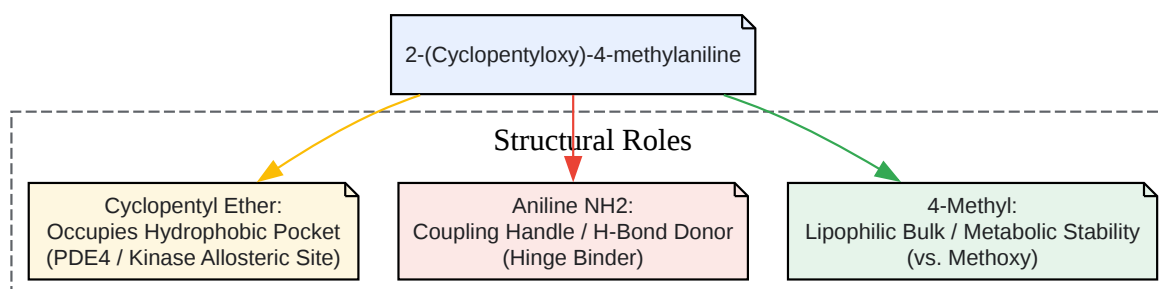 2-(Cyclopentyloxy)-4-methylaniline
Structural Roles
Cyclopentyl Ether:
Occupies Hydrophobic Pocket
(PDE4 / Kinase Allosteric Site)
Aniline NH2:
Coupling Handle / H-Bond Donor
(Hinge Binder)
4-Methyl:
Lipophilic Bulk / Metabolic Stability
(vs. Methoxy)